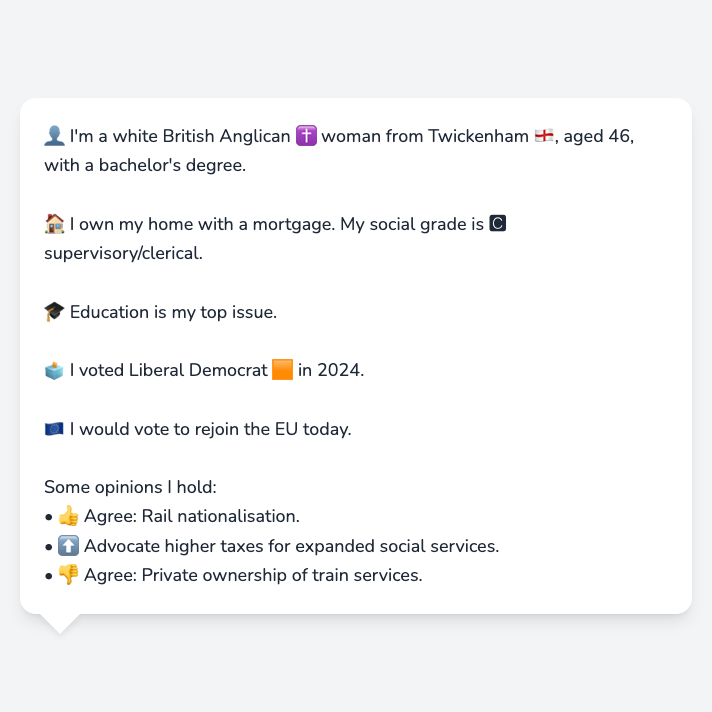 👤 I'm a white British Anglican ✝️ woman from Twickenham 🏴󠁧󠁢󠁥󠁮󠁧󠁿, aged 46,
with a bachelor's degree.
🏠 I own my home with a mortgage. My social grade is 🅲
supervisory/clerical.
🎓 Education is my top issue.
🗳️ I voted Liberal Democrat 🟧 in 2024.
🇪🇺 I would vote to rejoin the EU today.
Some opinions I hold:
• 👍 Agree: Rail nationalisation.
• ⬆️ Advocate higher taxes for expanded social services.
• 👎 Agree: Private ownership of train services.